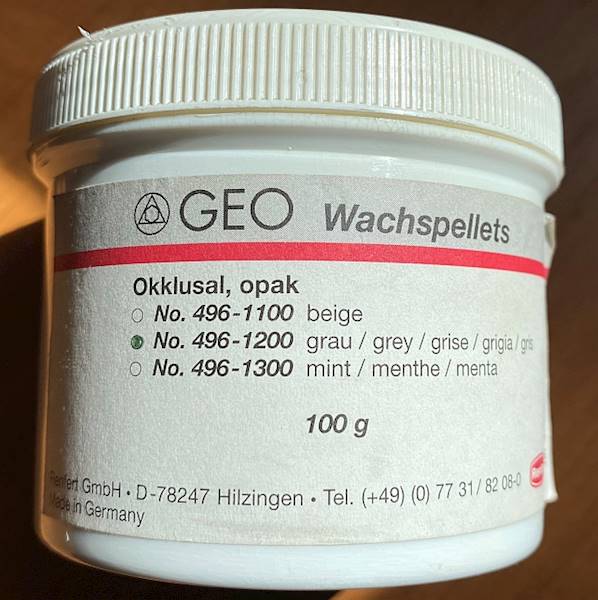 GEO Wachspellets
Okklusal, opak
No. 496-1100 beige
No. 496-1200 grau / grey / grise / grigia / gris
No. 496-1300 mint / menthe / menta
100 g
Renfert GmbH • D-78247 Hilzingen • Tel. (+49) (0) 77 31 / 82 08-0
Made in Germany